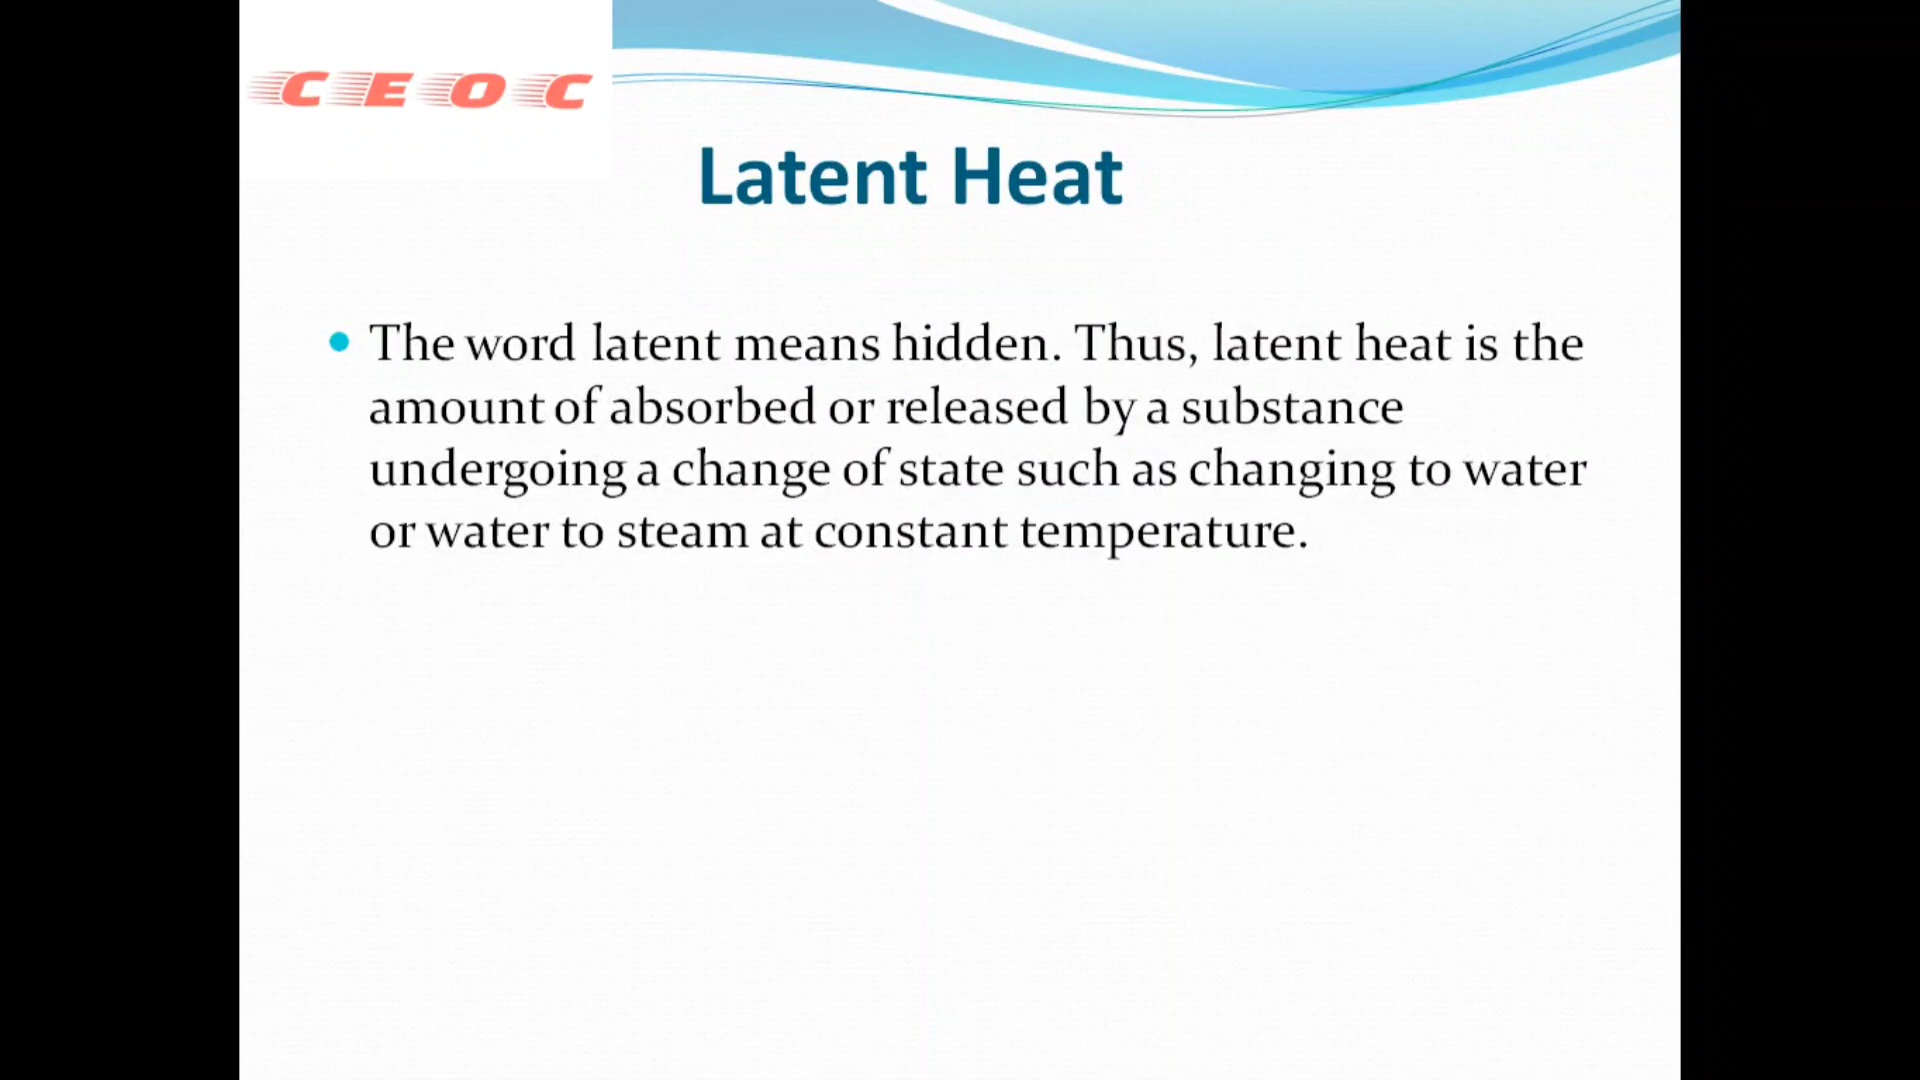 C E O C
Latent Heat
• The word latent means hidden. Thus, latent heat is the
amount of absorbed or released by a substance
undergoing a change of state such as changing to water
or water to steam at constant temperature.